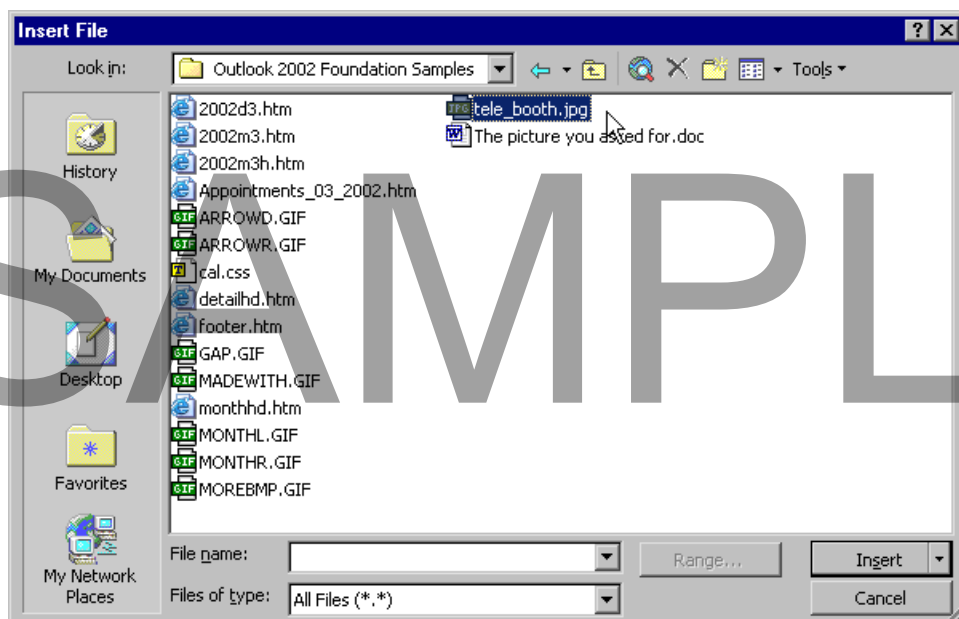 Insert File
Look in:
Outlook 2002 Foundation Samples
Tools
History
My Documents
Desktop
Favorites
My Network
Places
2002d3.htm
2002m3.htm
2002m3h.htm
Appointments_03_2002.htm
ARROWD.GIF
ARROWR.GIF
cal.css
detailhd.htm
footer.htm
GAP.GIF
MADEWITH.GIF
monthhd.htm
MONTHL.GIF
MONTHR.GIF
MOREBMP.GIF
tele_booth.jpg
The picture you asked for.doc
File name:
Range...
Insert
Files of type:
All Files (*.*)
Cancel
SAMPL